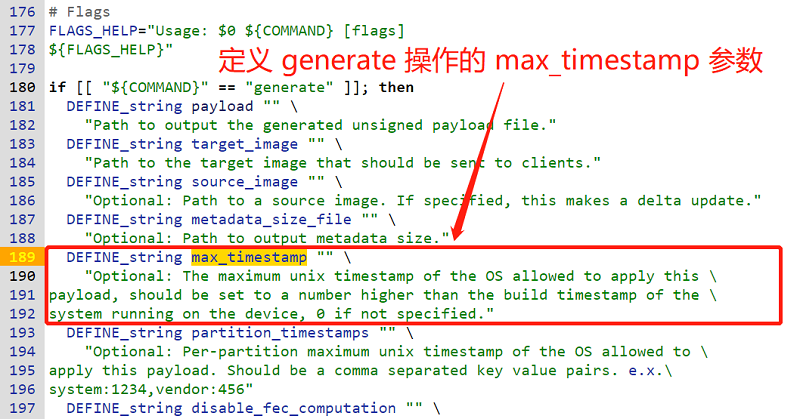 176 # Flags
177 FLAGS_HELP="Usage: $0 ${COMMAND} [flags]
178 ${FLAGS_HELP}"
定义 generate 操作的 max_timestamp 参数
179
180 if [[ "${COMMAND}" == "generate" ]]; then
181   DEFINE_string payload "" \
182     "Path to output the generated unsigned payload file."
183   DEFINE_string target_image "" \
184     "Path to the target image that should be sent to clients."
185   DEFINE_string source_image "" \
186     "Optional: Path to a source image. If specified, this makes a delta update."
187   DEFINE_string metadata_size_file "" \
188     "Optional: Path to output metadata size."
189   DEFINE_string max_timestamp "" \
190     "Optional: The maximum unix timestamp of the OS allowed to apply this \
191 payload, should be set to a number higher than the build timestamp of the \
192 system running on the device, 0 if not specified."
193   DEFINE_string partition_timestamps "" \
194     "Optional: Per-partition maximum unix timestamp of the OS allowed to \
195 apply this payload. Should be a comma separated key value pairs. e.x.\
196 system:1234,vendor:456"
197   DEFINE_string disable_fec_computation "" \